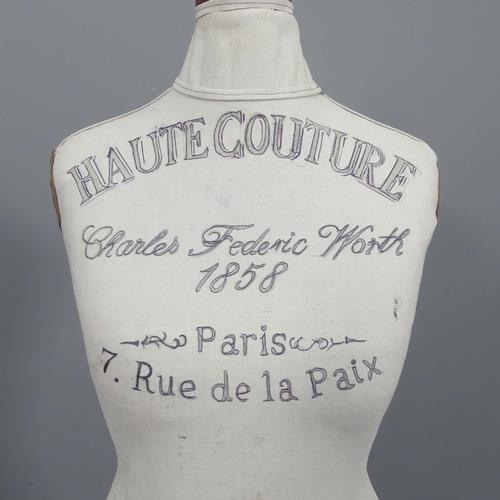 HAUTE COUTURE
Charles Federic Worth
1858
Paris
7. Rue de la Paix